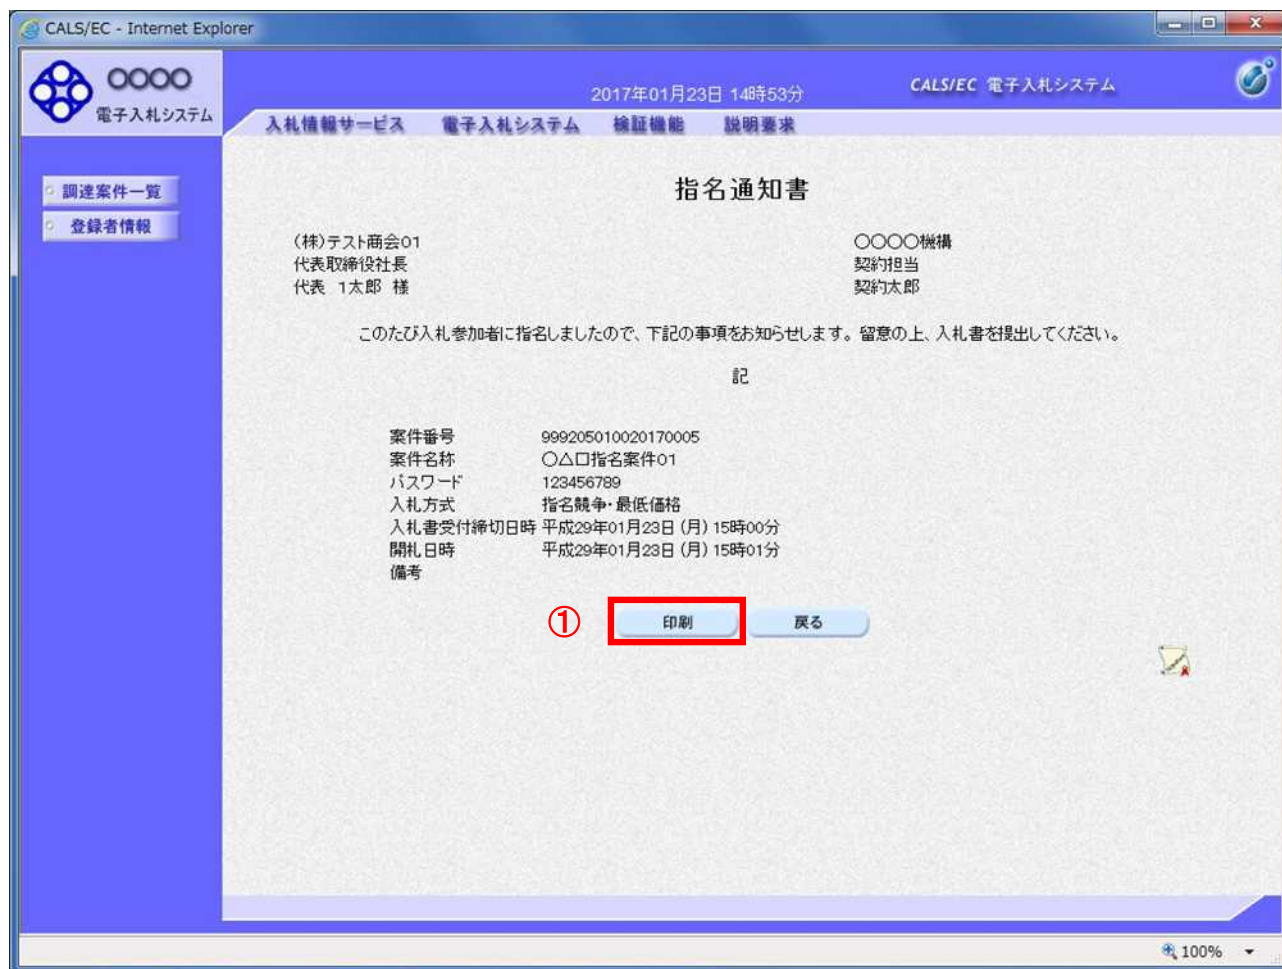 CALS/EC - Internet Explorer
〇〇〇〇
電子入札システム
2017年01月23日 14時53分
CALS/EC 電子入札システム
入札情報サービス 電子入札システム 検証機能 説明要求
調達案件一覧
登録者情報
指名通知書
(株)テスト商会01
〇〇〇〇機構
代表取締役社長
契約担当
代表 1太郎 様
契約太郎
このたび入札参加者に指名しましたので、下記の事項をお知らせします。留意の上、入札書を提出してください。
記
案件番号 999205010020170005
案件名称 〇△口指名案件01
パスワード 123456789
入札方式 指名競争・最低価格
入札書受付締切日時 平成29年01月23日 (月) 15時00分
開札日時 平成29年01月23日 (月) 15時01分
備考
① 印刷 戻る
100%